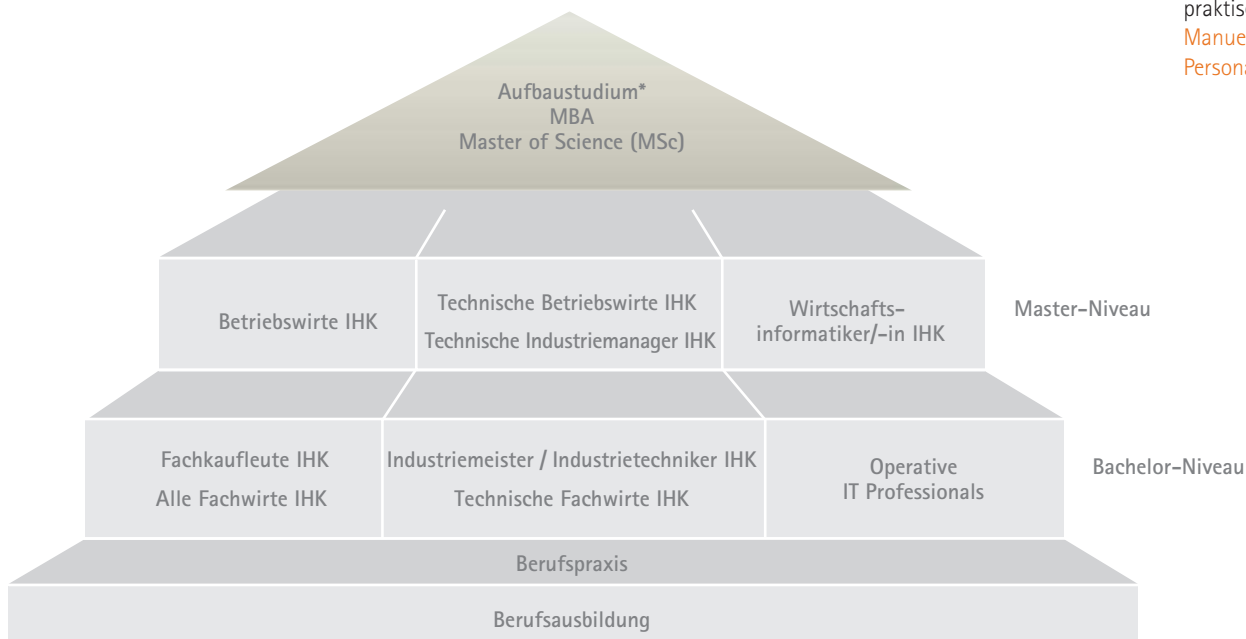 Aufbaustudium*
MBA
Master of Science (MSc)
Betriebswirte IHK
Technische Betriebswirte IHK
Technische Industriemanager IHK
Wirtschafts-
informatiker/-in IHK
Master-Niveau
Fachkaufleute IHK
Alle Fachwirte IHK
Industriemeister / Industrietechniker IHK
Technische Fachwirte IHK
Operative
IT Professionals
Bachelor-Niveau
Berufspraxis
Berufsausbildung